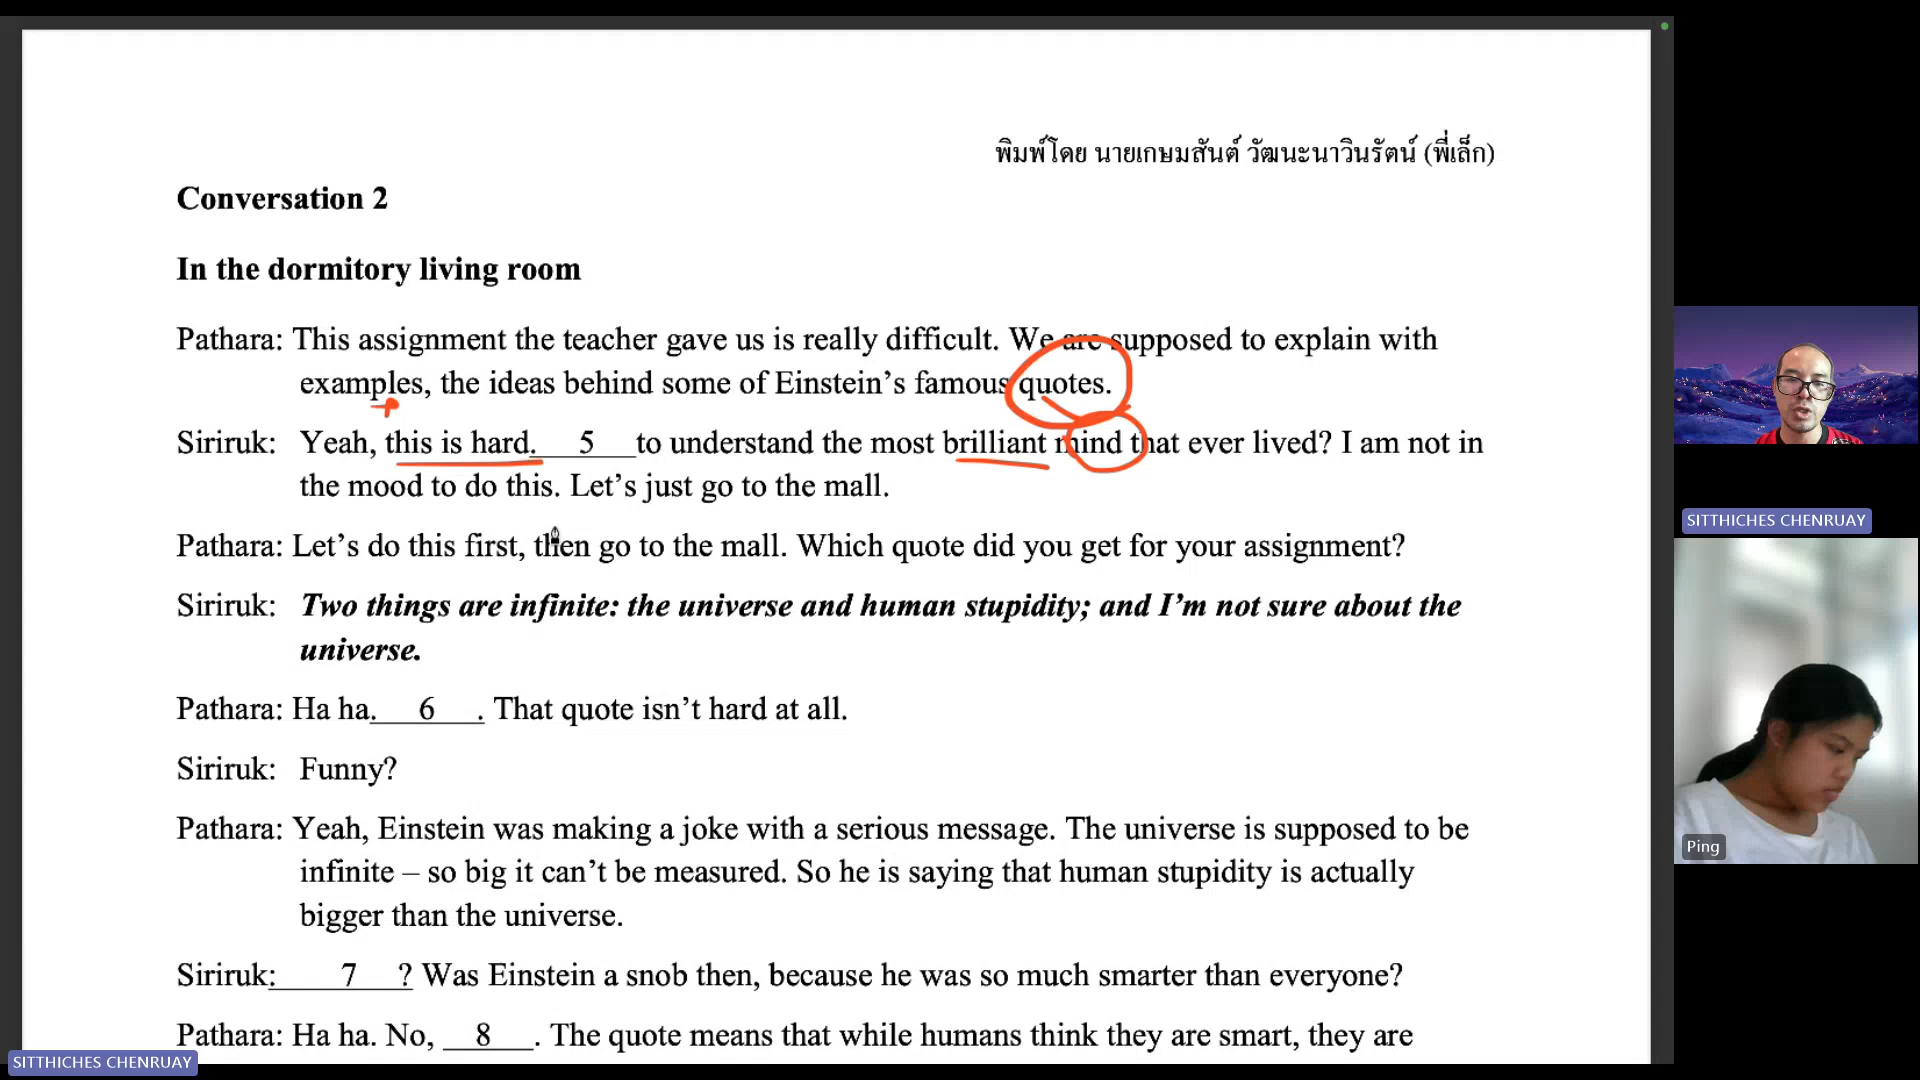 พิมพ์โดย นายเกษมสันต์ วัฒนะนาวินรัตน์ (พี่เล็ก)
Conversation 2
In the dormitory living room
Pathara: This assignment the teacher gave us is really difficult. We are supposed to explain with
examples, the ideas behind some of Einstein’s famous quotes.
Siriruk: Yeah, this is hard. 5 to understand the most brilliant mind that ever lived? I am not in
the mood to do this. Let’s just go to the mall.
Pathara: Let’s do this first, then go to the mall. Which quote did you get for your assignment?
Siriruk: Two things are infinite: the universe and human stupidity; and I’m not sure about the
universe.
Pathara: Ha ha. 6 . That quote isn’t hard at all.
Siriruk: Funny?
Pathara: Yeah, Einstein was making a joke with a serious message. The universe is supposed to be
infinite – so big it can’t be measured. So he is saying that human stupidity is actually
bigger than the universe.
Siriruk: 7 ? Was Einstein a snob then, because he was so much smarter than everyone?
Pathara: Ha ha. No, 8 . The quote means that while humans think they are smart, they are
SITTHICHES CHENRUAY
SITTHICHES CHENRUAY
Ping